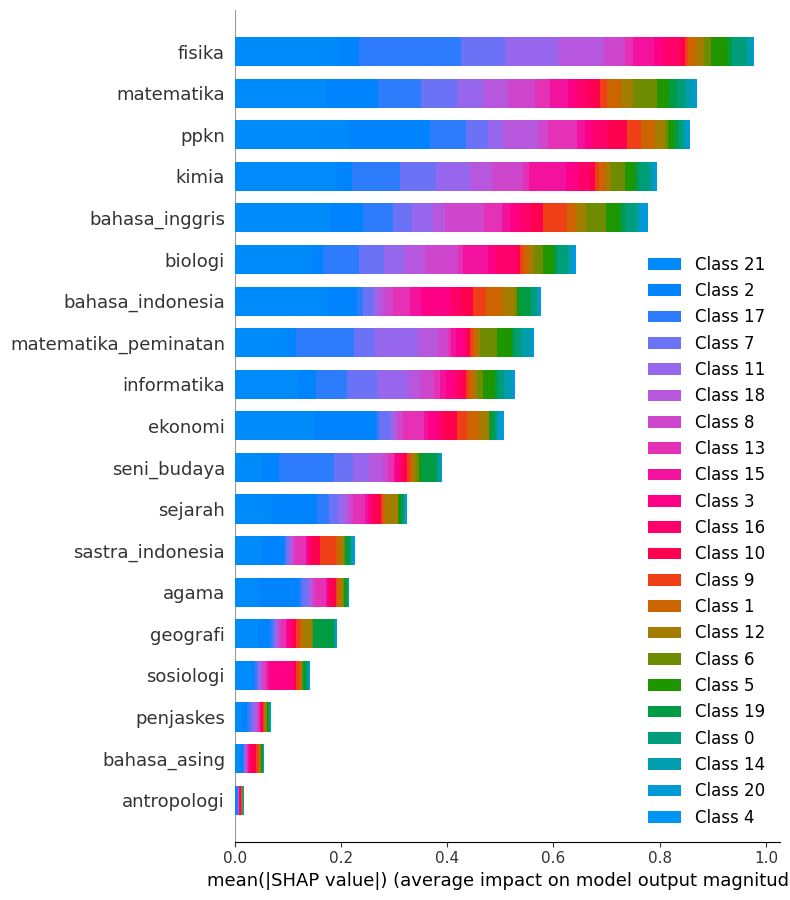 fisika
matematika
ppkn
kimia
bahasa_inggris
biologi
bahasa_indonesia
matematika_peminatan
informatika
ekonomi
seni_budaya
sejarah
sastra_indonesia
agama
geografi
sosiologi
penjaskes
bahasa_asing
antropologi
Class 21
Class 2
Class 17
Class 7
Class 11
Class 18
Class 8
Class 13
Class 15
Class 3
Class 16
Class 10
Class 9
Class 1
Class 12
Class 6
Class 5
Class 19
Class 0
Class 14
Class 20
Class 4
0.0 0.2 0.4 0.6 0.8 1.0
mean(|SHAP value|) (average impact on model output magnitud